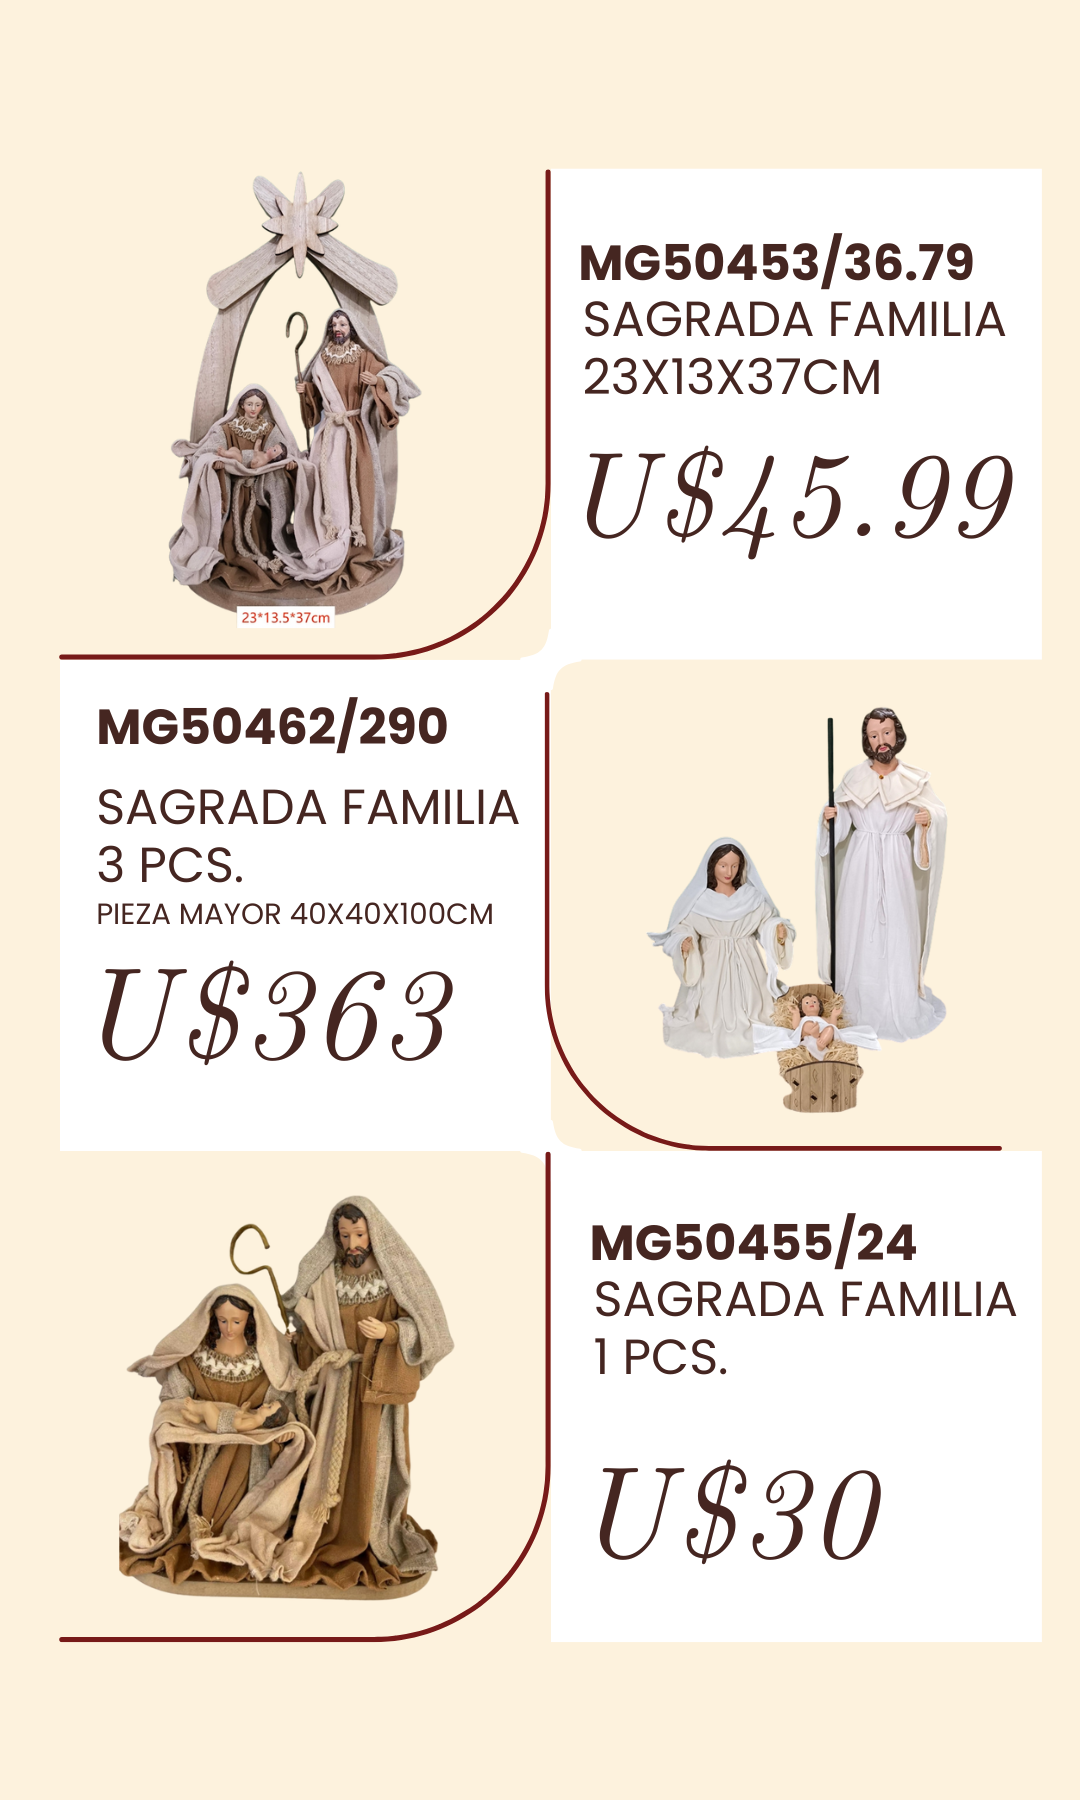 MG50453/36.79
SAGRADA FAMILIA
23X13X37CM
U$45.99
23*13.5*37cm
MG50462/290
SAGRADA FAMILIA
3 PCS.
PIEZA MAYOR 40X40X100CM
U$363
MG50455/24
SAGRADA FAMILIA
1 PCS.
U$30